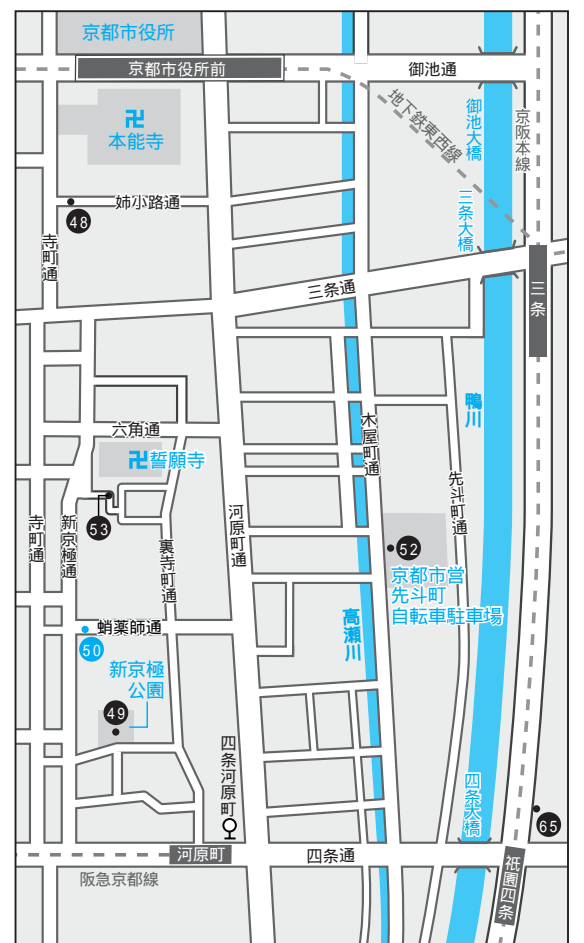 京都市役所
京都市役所前
御池通
卍
本能寺
地下鉄東西線
御池大橋
京阪本線
姉小路通
48
寺町通
三条大橋
三条通
三条
鴨川
六角通
卍誓願寺
木屋町通
先斗町通
53
寺町通
新京極通
裏寺町通
河原町通
52
京都市営
先斗町
自転車駐車場
蛸薬師通
50
高瀬川
新京極
公園
49
四条河原町
四条大橋
65
河原町
四条通
祇園四条
阪急京都線